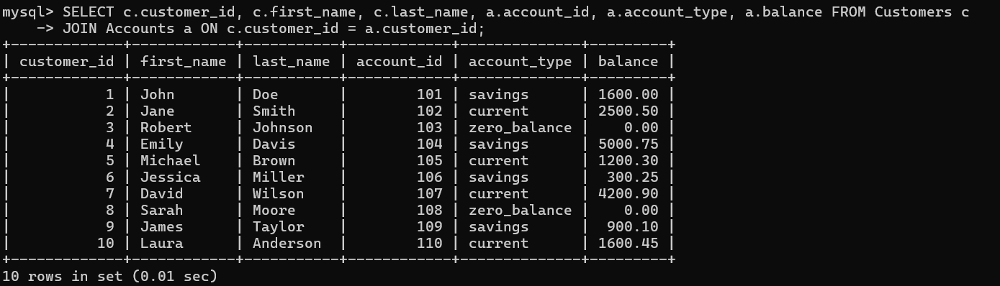 mysql> SELECT c.customer_id, c.first_name, c.last_name, a.account_id, a.account_type, a.balance FROM Customers c
    -> JOIN Accounts a ON c.customer_id = a.customer_id;
+-------------+------------+-----------+------------+--------------+---------+
| customer_id | first_name | last_name | account_id | account_type | balance |
+-------------+------------+-----------+------------+--------------+---------+
|           1 | John       | Doe       |        101 | savings      | 1600.00 |
|           2 | Jane       | Smith     |        102 | current      | 2500.50 |
|           3 | Robert     | Johnson   |        103 | zero_balance |    0.00 |
|           4 | Emily      | Davis     |        104 | savings      | 5000.75 |
|           5 | Michael    | Brown     |        105 | current      | 1200.30 |
|           6 | Jessica    | Miller    |        106 | savings      |  300.25 |
|           7 | David      | Wilson    |        107 | current      | 4200.90 |
|           8 | Sarah      | Moore     |        108 | zero_balance |    0.00 |
|           9 | James      | Taylor    |        109 | savings      |  900.10 |
|          10 | Laura      | Anderson  |        110 | current      | 1600.45 |
+-------------+------------+-----------+------------+--------------+---------+
10 rows in set (0.01 sec)